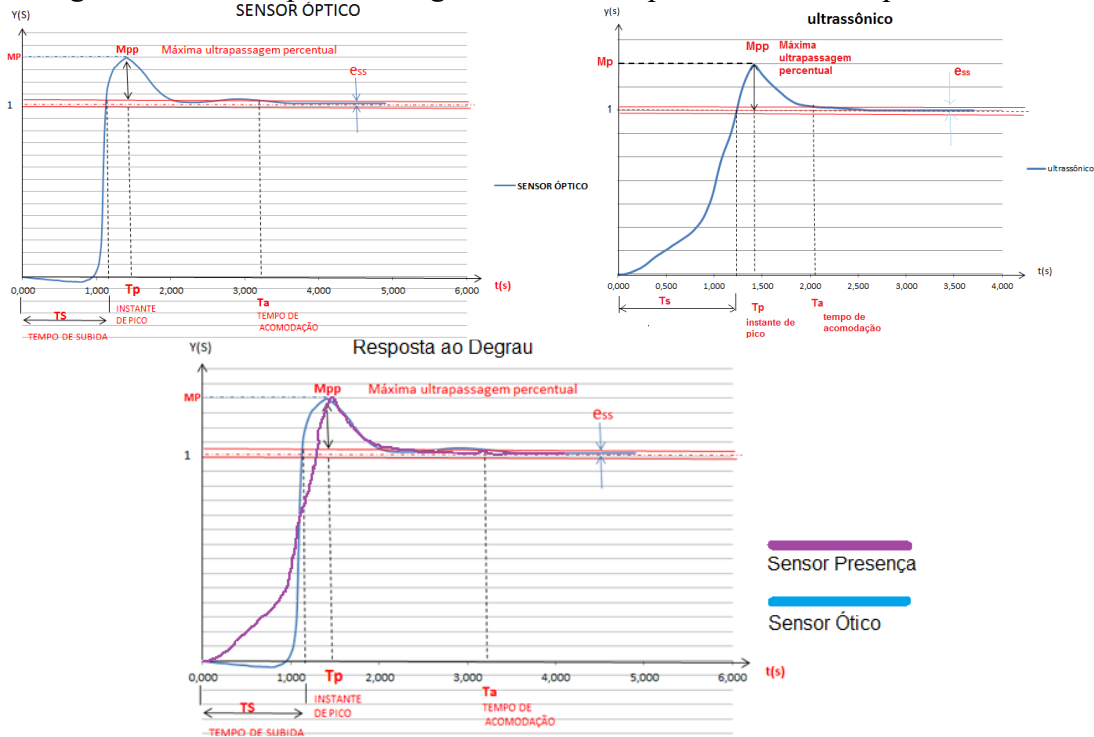 SENSOR ÓPTICO
Y(S)
MP
Mpp Máxima ultrapassagem percentual
ess
1
SENSOR ÓPTICO
0,000 1,000 2,000 3,000 4,000 5,000 6,000
t(s)
Tp
Ta
TS
INSTANTE
DE PICO
TEMPO DE
ACOMODAÇÃO
TEMPO DE SUBIDA
Y(s)
ultrassônico
Mp
Mpp Máxima
ultrapassagem
percentual
ess
1
ultrassônico
t(s)
0,000 0,500 1,000 1,500 2,000 2,500 3,000 3,500 4,000
Ts
Tp
instante de
pico
Ta
tempo de
acomodação
Resposta ao Degrau
Y(S)
MP
Mpp Máxima ultrapassagem percentual
ess
1
Sensor Presença
Sensor Ótico
0,000 1,000 2,000 3,000 4,000 5,000 6,000
t(s)
Tp
Ta
TS
INSTANTE
DE PICO
TEMPO DE
ACOMODAÇÃO
TEMPO DE SUBIDA